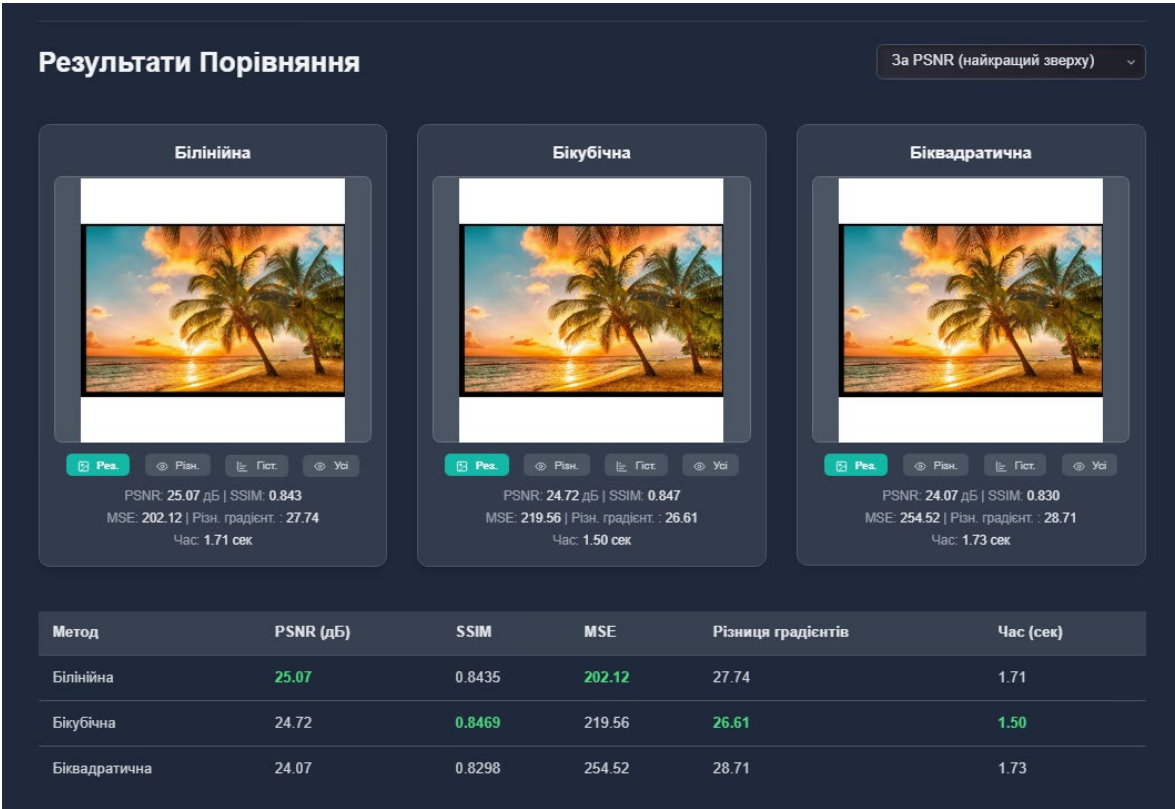 Результати Порівняння
За PSNR (найкращий зверху)
Білінійна
Рез. Різн. Гіст. Усі
PSNR: 25.07 дБ | SSIM: 0.843
MSE: 202.12 | Різн. градієнт. : 27.74
Час: 1.71 сек
Бікубічна
Рез. Різн. Гіст. Усі
PSNR: 24.72 дБ | SSIM: 0.847
MSE: 219.56 | Різн. градієнт. : 26.61
Час: 1.50 сек
Біквадратична
Рез. Різн. Гіст. Усі
PSNR: 24.07 дБ | SSIM: 0.830
MSE: 254.52 | Різн. градієнт. : 28.71
Час: 1.73 сек
Метод PSNR (дБ) SSIM MSE Різниця градієнтів Час (сек)
Білінійна 25.07 0.8435 202.12 27.74 1.71
Бікубічна 24.72 0.8469 219.56 26.61 1.50
Біквадратична 24.07 0.8298 254.52 28.71 1.73